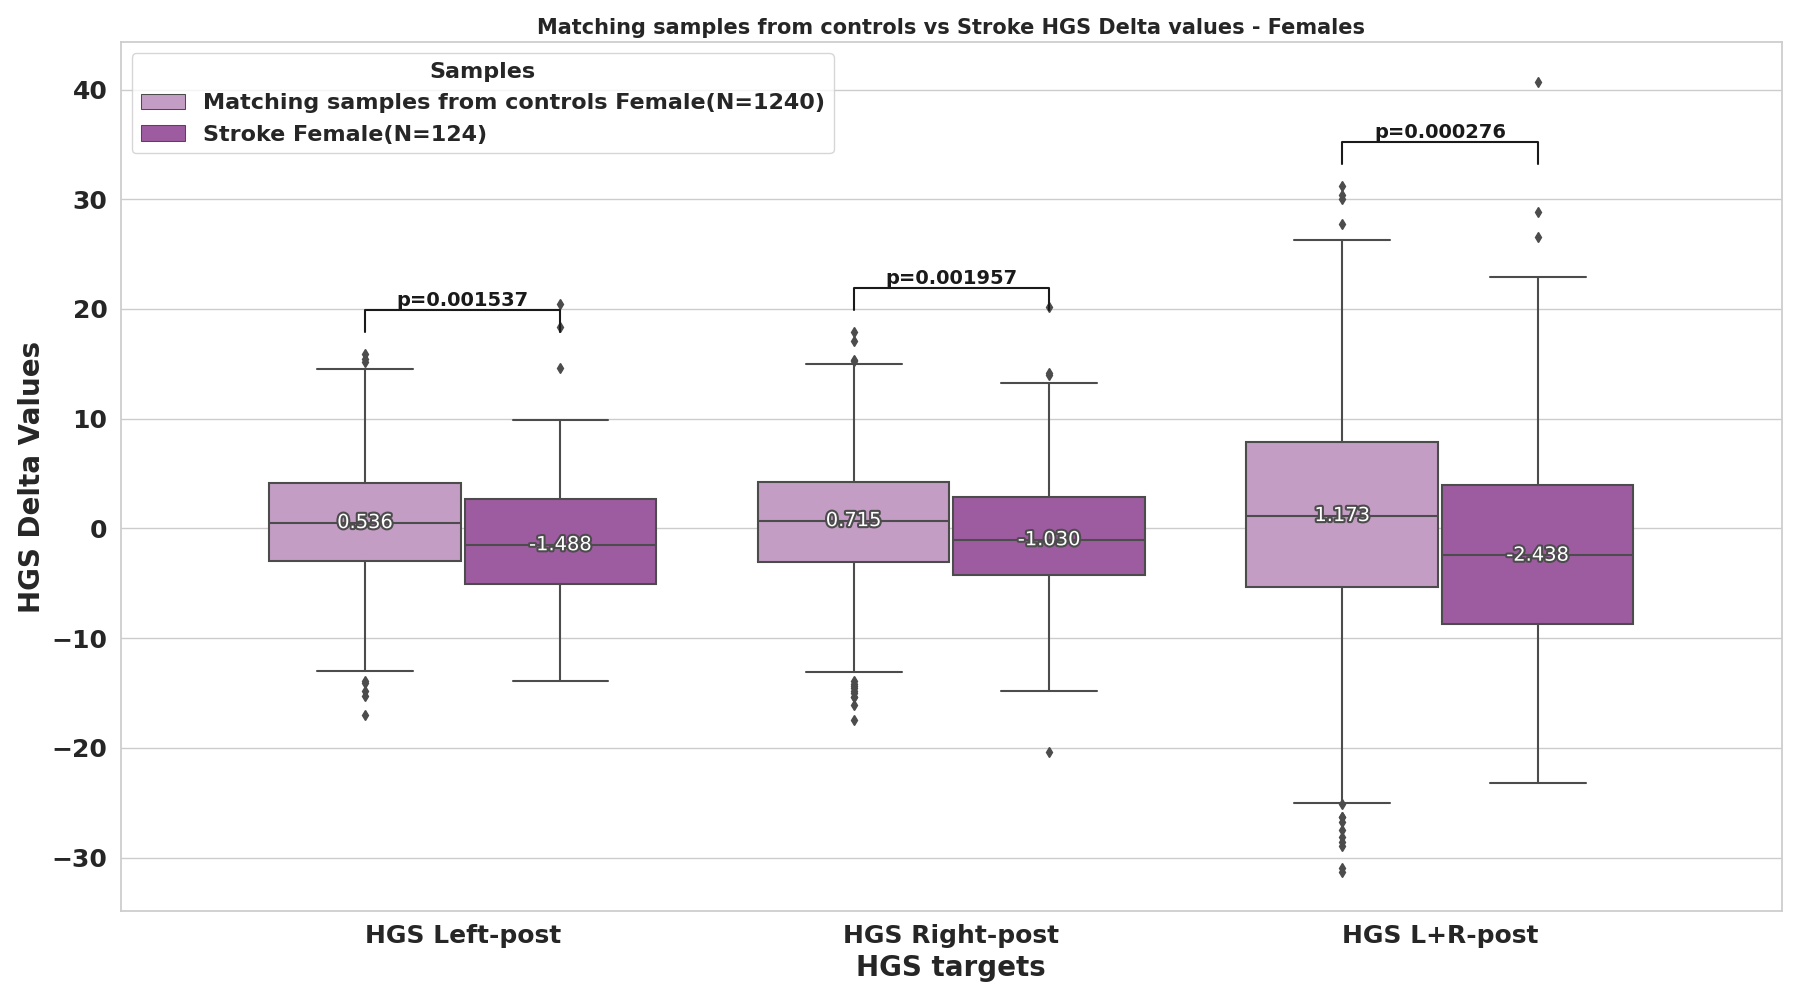 Matching samples from controls vs Stroke HGS Delta values - Females
Samples
Matching samples from controls Female(N=1240)
Stroke Female(N=124)
HGS Delta Values
40
30
20
10
0
−10
−20
−30
p=0.001537
p=0.001957
p=0.000276
0.536
-1.488
0.715
-1.030
1.173
-2.438
HGS Left-post
HGS Right-post
HGS L+R-post
HGS targets